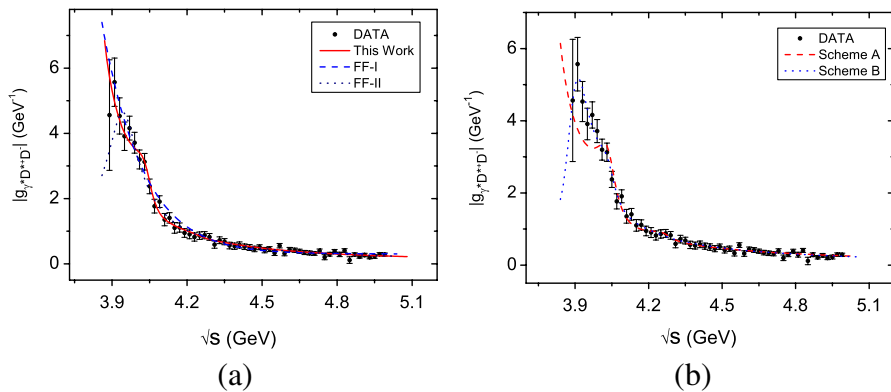 DATA
This Work
FF-I
FF-II
|g_{γ*D*+D-}| (GeV⁻¹)
6
4
2
0
3.9 4.2 4.5 4.8 5.1
√s (GeV)
(a)
DATA
Scheme A
Scheme B
|g_{γ*D*+D-}| (GeV⁻¹)
6
4
2
0
3.9 4.2 4.5 4.8 5.1
√s (GeV)
(b)